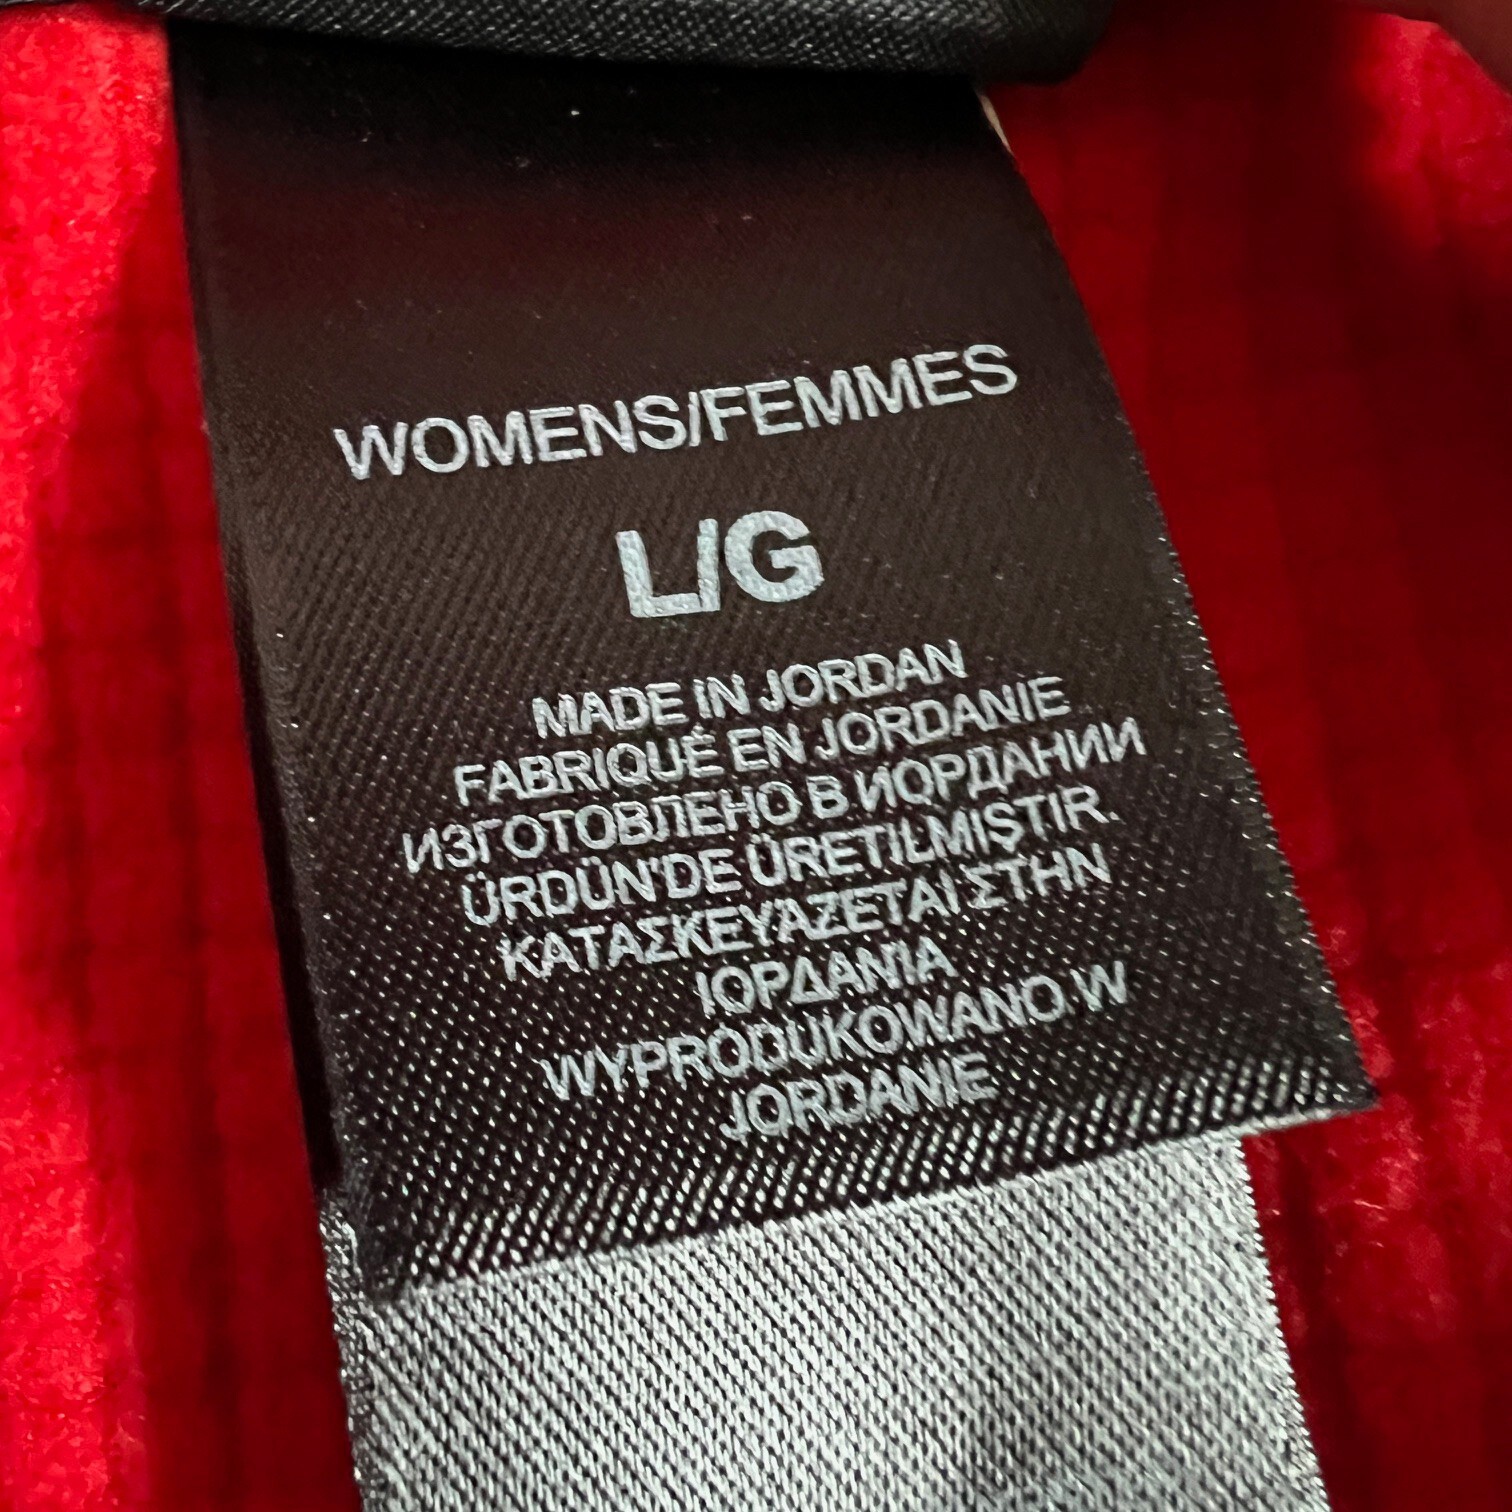 WOMENS/FEMMES
L/G
MADE IN JORDAN
FABRIQUÉ EN JORDANIE
ИЗГОТОВЛЕНО В ИОРДАНИИ
ÜRDÜN'DE ÜRETILMIŞTIR.
ΚΑΤΑΣΚΕΥΑΖΕΤΑΙ ΣΤΗΝ
ΙΟΡΔΑΝΙΑ
WYPRODUKOWANO W
JORDANIE